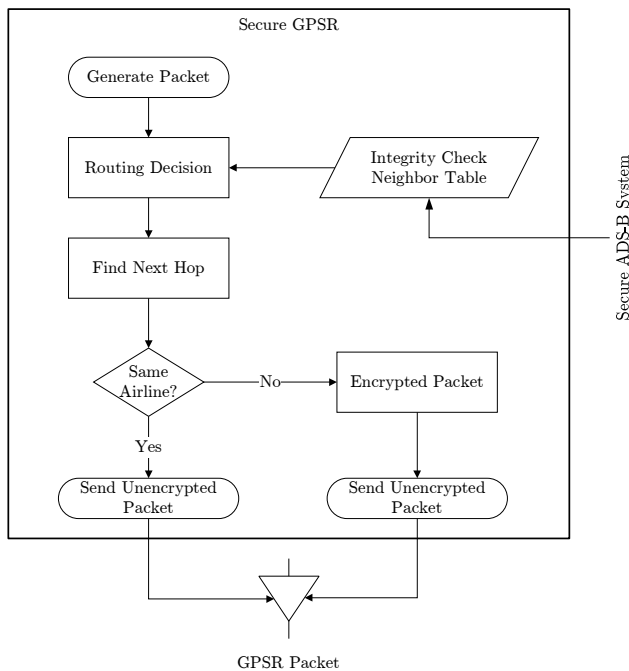 Secure GPSR
Generate Packet
Routing Decision
Integrity Check
Neighbor Table
Secure ADS-B System
Find Next Hop
Same
Airline?
No
Encrypted Packet
Yes
Send Unencrypted
Packet
Send Unencrypted
Packet
GPSR Packet